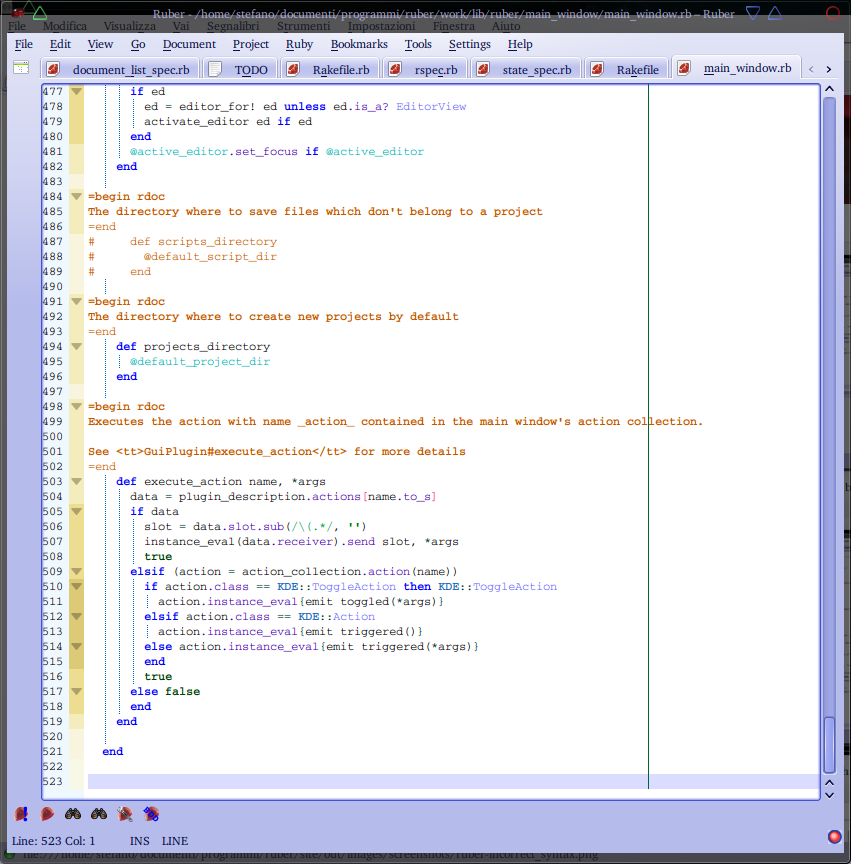 Ruber - /home/stefano/documenti/programmi/ruber/work/lib/ruber/main_window/main_window.rb – Ruber
File Modifica Visualizza Vai Segnalibri Strumenti Impostazioni Finestra Aiuto
File Edit View Go Document Project Ruby Bookmarks Tools Settings Help
document_list_spec.rb TODO Rakefile.rb rspec.rb state_spec.rb Rakefile main_window.rb
477 if ed
478 ed = editor_for! ed unless ed.is_a? EditorView
479 activate_editor ed if ed
480 end
481 @active_editor.set_focus if @active_editor
482 end
483
484 =begin rdoc
485 The directory where to save files which don't belong to a project
486 =end
487 # def scripts_directory
488 # @default_script_dir
489 # end
490
491 =begin rdoc
492 The directory where to create new projects by default
493 =end
494 def projects_directory
495 @default_project_dir
496 end
497
498 =begin rdoc
499 Executes the action with name _action_ contained in the main window's action collection.
500
501 See <tt>GuiPlugin#execute_action</tt> for more details
502 =end
503 def execute_action name, *args
504 data = plugin_description.actions[name.to_s]
505 if data
506 slot = data.slot.sub(/\(.*/, '')
507 instance_eval(data.receiver).send slot, *args
508 true
509 elsif (action = action_collection.action(name))
510 if action.class == KDE::ToggleAction then KDE::ToggleAction
511 action.instance_eval{emit toggled(*args)}
512 elsif action.class == KDE::Action
513 action.instance_eval{emit triggered()}
514 else action.instance_eval{emit triggered(*args)}
515 end
516 true
517 else false
518 end
519 end
520
521 end
522
523
Line: 523 Col: 1 INS LINE
file:///home/stefano/documenti/programmi/ruber/site/out/images/screenshots/ruber-incorrect_syntax.png